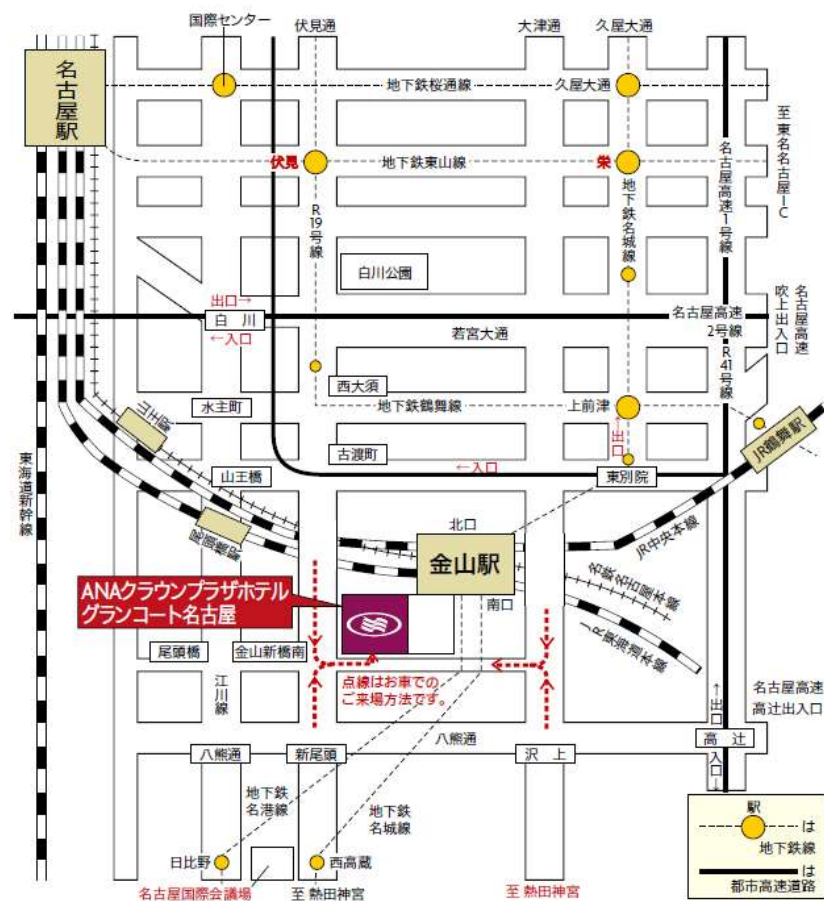 国際センター
伏見通
大津通
久屋大通
名古屋駅
地下鉄桜通線
久屋大通
至 東名名古屋IC
伏見
地下鉄東山線
栄
名古屋高速1号線
地下鉄名城線
R19号線
白川公園
出口→
白 川
←入口
名古屋高速
2号線
名古屋高速
吹上出入口
若宮大通
R41号線
西大須
水主町
地下鉄鶴舞線
上前津
←出口
山王駅
古渡町
←入口
東別院
JR鶴舞駅
山王橋
東海道新幹線
尾頭橋駅
北口
金山駅
南口
JR中央本線
名鉄名古屋本線
JR東海道本線
ANAクラウンプラザホテル
グランコート名古屋
尾頭橋
金山新橋南
点線はお車での
ご来場方法です。
江川線
←出口
名古屋高速
高辻出入口
八熊通
新尾頭
八熊通
沢 上
高 辻
入口→
地下鉄
名港線
地下鉄
名城線
日比野
西高蔵
名古屋国際会議場
至 熱田神宮
至 熱田神宮
駅
は
地下鉄線
は
都市高速道路